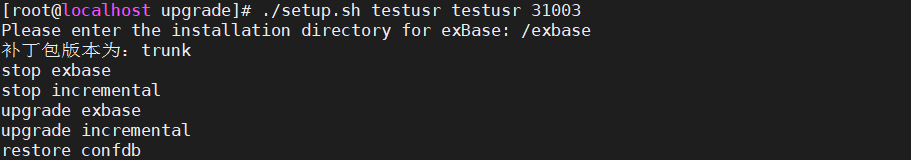 [root@localhost upgrade]# ./setup.sh testusr testusr 31003
Please enter the installation directory for exBase: /exbase
补丁包版本为：trunk
stop exbase
stop incremental
upgrade exbase
upgrade incremental
restore confdb